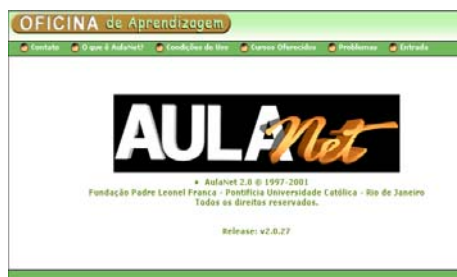 OFICINA de Aprendizagem
Contato O que é AulaNet? Condições de Uso Cursos Oferecidos Problemas Entrada
AULANet
• AulaNet 2.0 © 1997-2001
Fundação Padre Leonel Franca - Pontifícia Universidade Católica - Rio de Janeiro
Todos os direitos reservados.
Release: v2.0.27